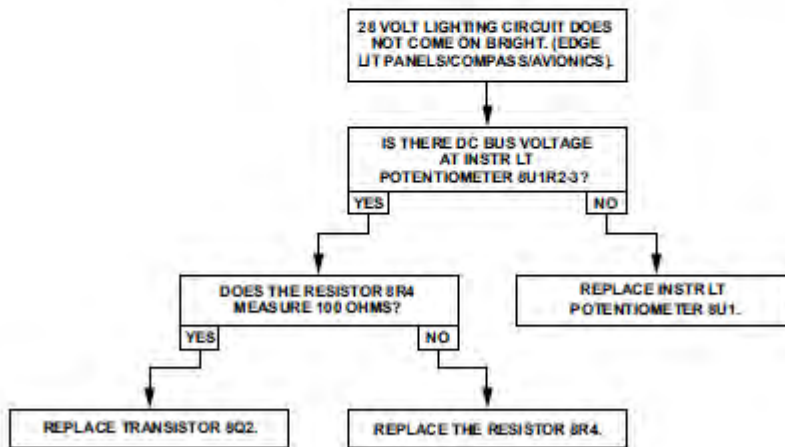 28 VOLT LIGHTING CIRCUIT DOES
NOT COME ON BRIGHT. (EDGE
LIT PANELS/COMPASS/AVIONICS).
IS THERE DC BUS VOLTAGE
AT INSTR LT
POTENTIOMETER 8U1R2-3?
YES
NO
DOES THE RESISTOR 8R4
MEASURE 100 OHMS?
REPLACE INSTR LT
POTENTIOMETER 8U1.
YES
NO
REPLACE TRANSISTOR 8Q2.
REPLACE THE RESISTOR 8R4.